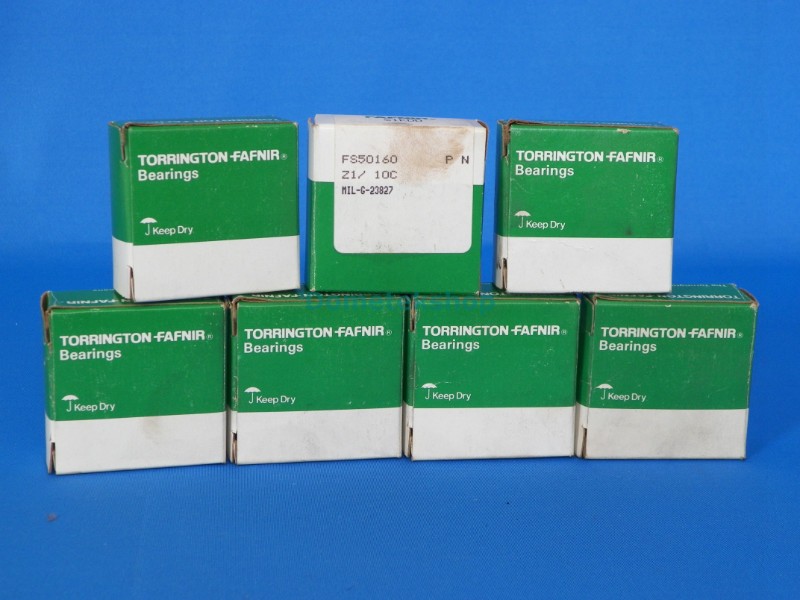 TORRINGTON-FAFNIR®
Bearings
Keep Dry
FS50160 P N
Z1/ 10C
MIL-G-23827
TORRINGTON-FAFNIR®
Bearings
Keep Dry
TORRINGTON-FAFNIR®
Bearings
Keep Dry
TORRINGTON-FAFNIR®
Bearings
Keep Dry
TORRINGTON-FAFNIR®
Bearings
Keep Dry
TORRINGTON-FAFNIR®
Bearings
Keep Dry